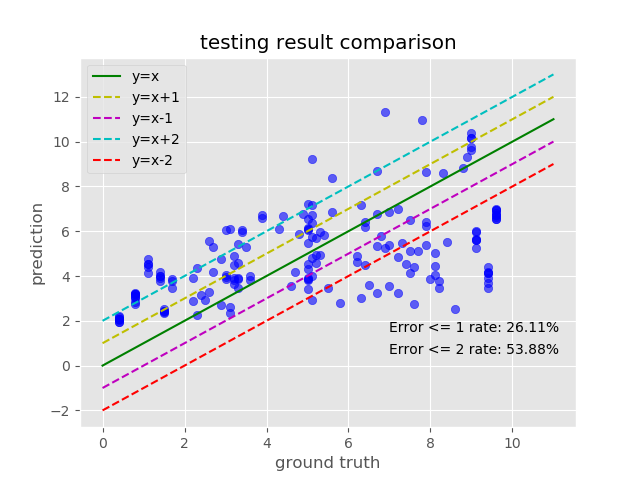 testing result comparison
y=x
y=x+1
y=x-1
y=x+2
y=x-2
12
10
8
6
4
2
0
−2
prediction
Error <= 1 rate: 26.11%
Error <= 2 rate: 53.88%
0 2 4 6 8 10
ground truth